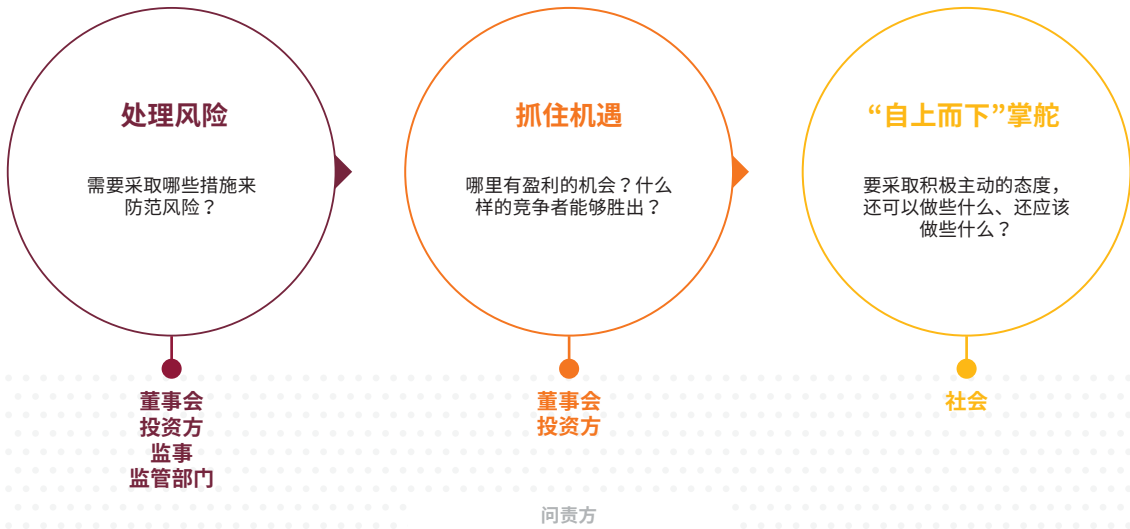 处理风险
需要采取哪些措施来
防范风险？
抓住机遇
哪里有盈利的机会？什么
样的竞争者能够胜出？
“自上而下”掌舵
要采取积极主动的态度，
还可以做些什么、还应该
做些什么？
董事会
投资方
监事
监管部门
董事会
投资方
社会
问责方